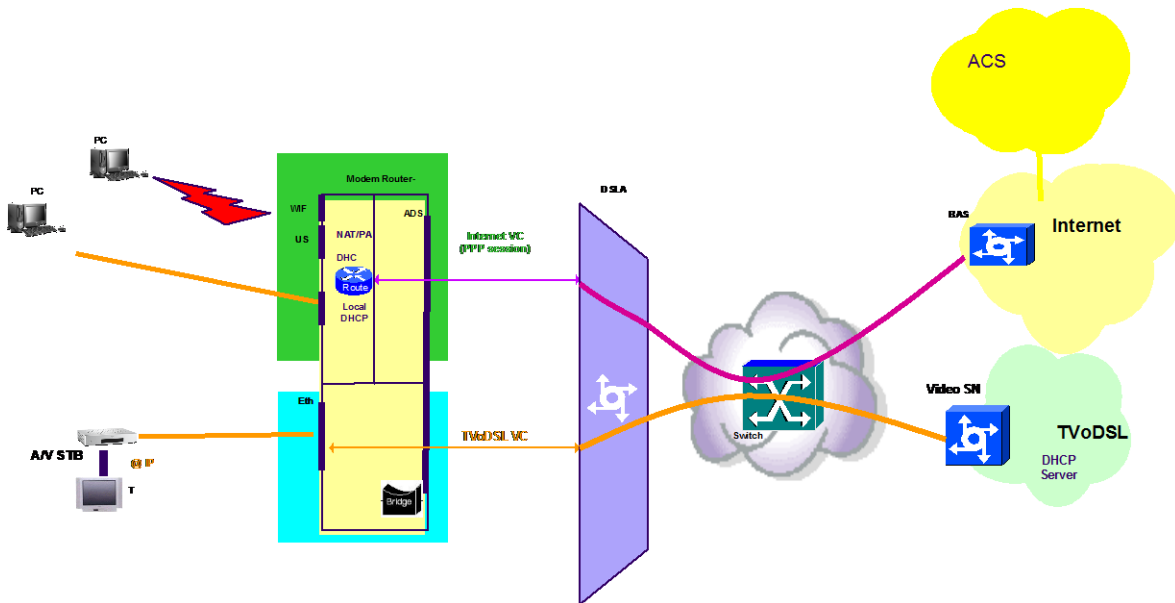 ACS
PC
PC
Modem Router-
DSLA
WIF
ADS
BAS
Internet
US
NAT/PA
Internet VC
(PPP session)
DHC
Route
Local
DHCP
Eth
Video SN
TVoDSL VC
Switch
TVoDSL
A/V STB
@ IP
DHCP
Server
T
Bridge